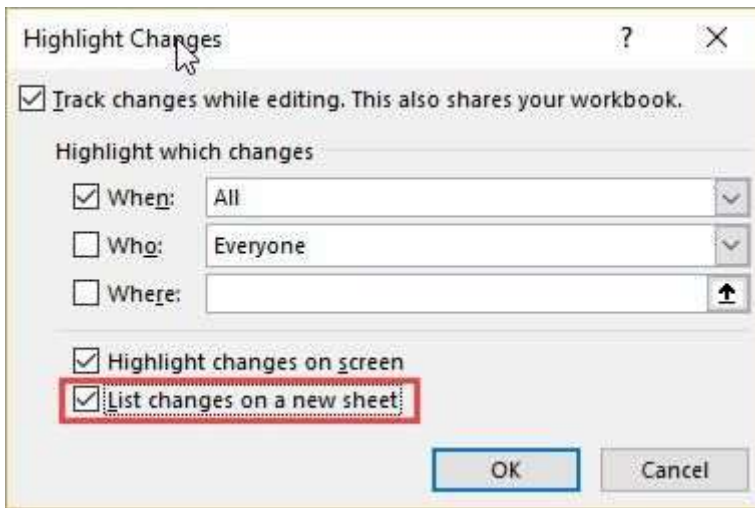 Highlight Changes ?
Track changes while editing. This also shares your workbook.
Highlight which changes
When: All
Who: Everyone
Where:
Highlight changes on screen
List changes on a new sheet
OK Cancel